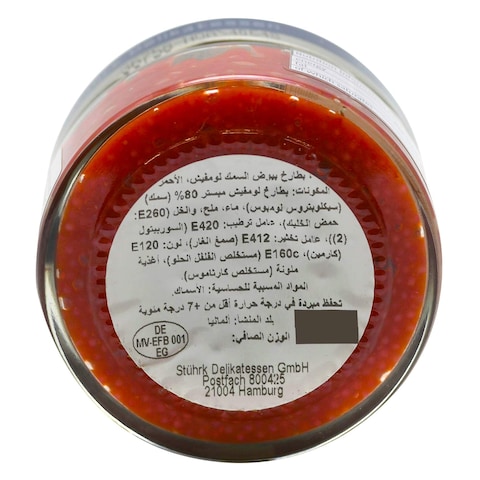 ، بطارخ بيوض السمك لومفيش، الأحمر
المكونات: بطارخ لومفيش ميستر 80% (سمك)
(سيكلوبتروس لومبوس)، ماء، ملح، والخل (E260:
حمض الخليك)، عامل ترطيب: E420 (السوربيتول
(2))، عامل تخثير: E412 (صمغ الغار)، لون: E120
(كارمين)، E160c (مستخلص الفلفل الحلو)، أغذية
ملونة (مستخلص كارثاموس)
المواد المسببة للحساسية: الأسماك.
تحفظ مبردة في درجة حرارة أقل من +7 درجة مئوية
بلد المنشأ: ألمانيا
الوزن الصافي:
DE
MV-EFB 001
EG
Stührk Delikatessen GmbH
Postfach 800425
21004 Hamburg